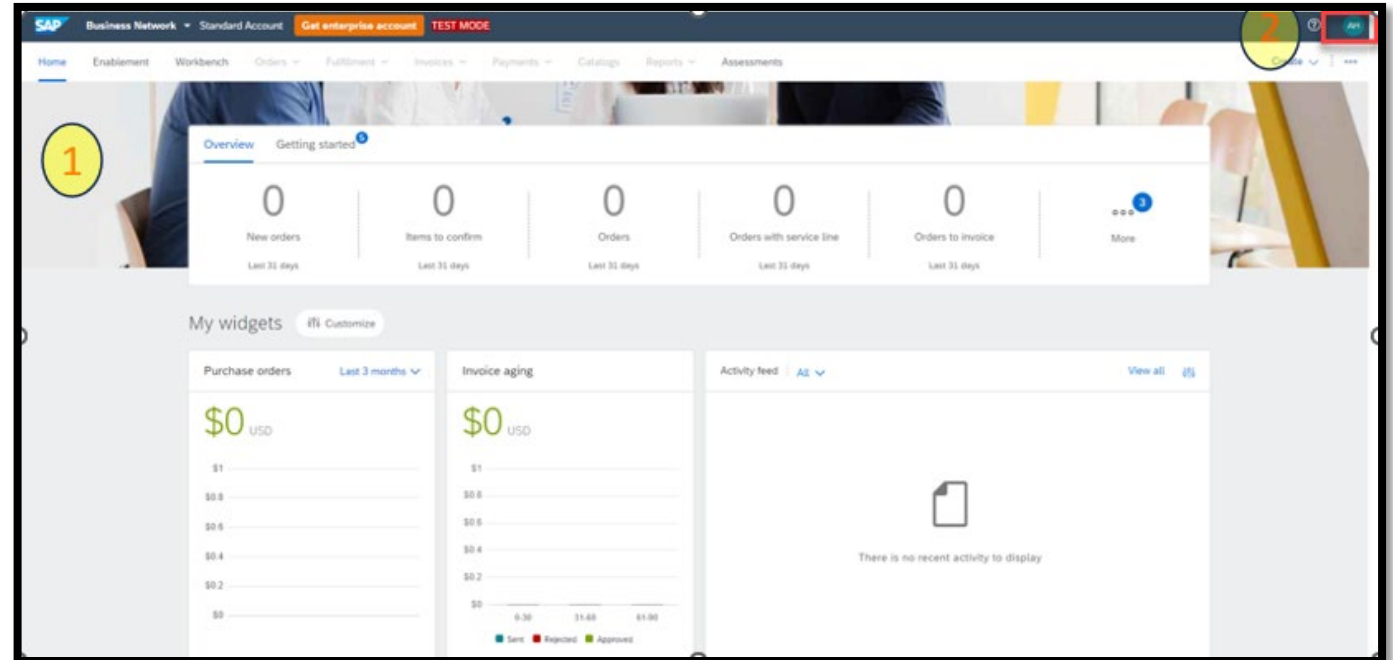 SAP Business Network Standard Account Get enterprise account TEST MODE 2 AH
Home Enablement Workbench Orders Fulfillment Invoices Payments Catalogs Reports Assessments Create
1
Overview Getting started 5
0 0 0 0 0 3
New orders Items to confirm Orders Orders with service line Orders to invoice More
Last 31 days Last 31 days Last 31 days Last 31 days Last 31 days
My widgets Customize
Purchase orders Last 3 months Invoice aging Activity feed All View all
$0 USD $0 USD
$1 $1
$0.8 $0.8
$0.6 $0.6
$0.4 $0.4
$0.2 $0.2
$0 $0
There is no recent activity to display
0-30 31-60 61-90
Sent Rejected Approved